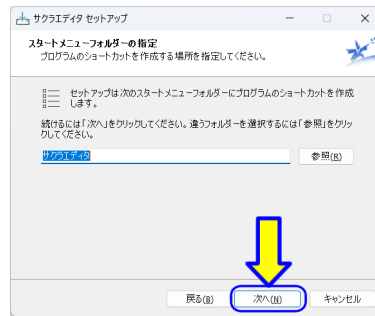 サクラエディタ セットアップ
スタートメニューフォルダーの指定
プログラムのショートカットを作成する場所を指定してください。
セットアップは次のスタートメニューフォルダーにプログラムのショートカットを作成
します。
続けるには「次へ」をクリックしてください。違うフォルダーを選択するには「参照」をクリッ
クしてください。
サクラエディタ
参照(R)
戻る(B)
次へ(N)
キャンセル